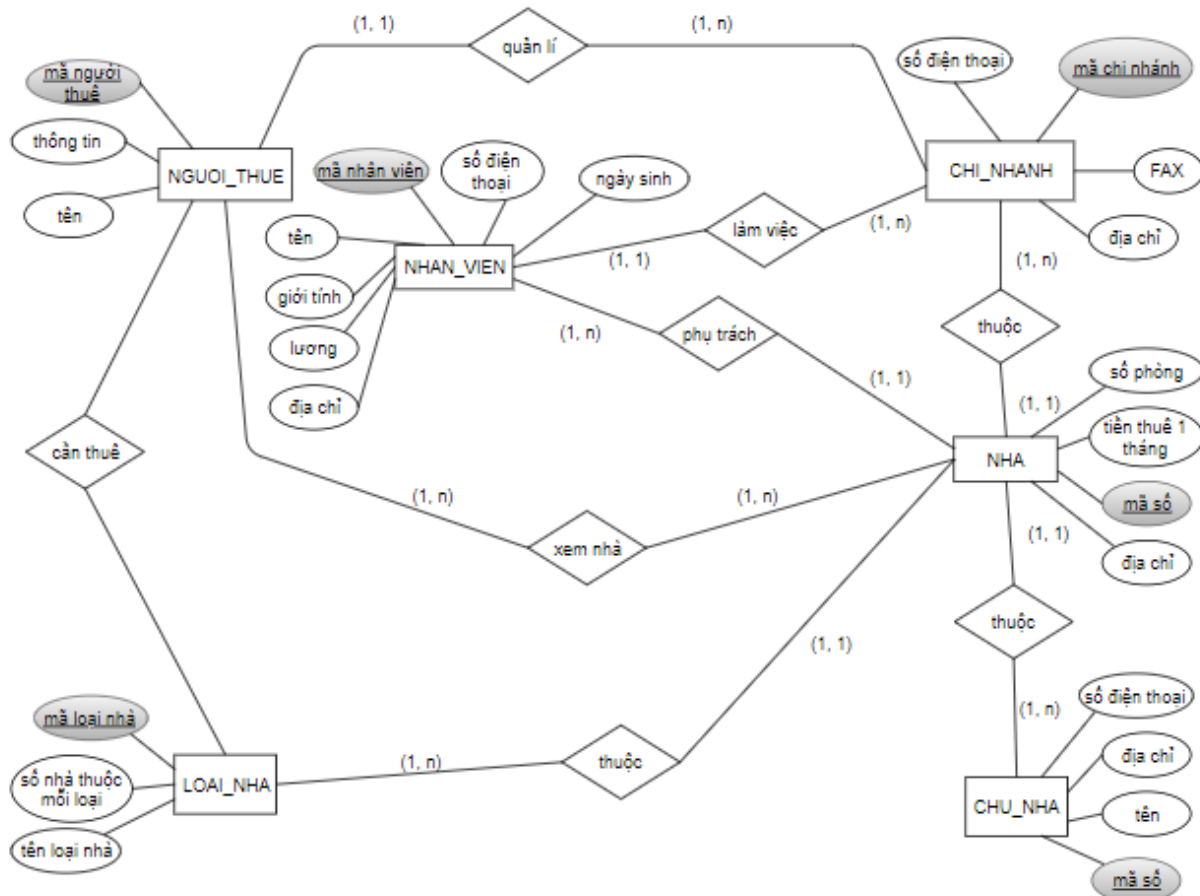 (1, 1)
(1, n)
quản lí
số điện thoại
mã chi nhánh
mã người
thuê
thông tin
tên
NGUOI_THUE
mã nhân viên
số điện
thoại
ngày sinh
CHI_NHANH
FAX
địa chỉ
tên
giới tính
lương
địa chỉ
NHAN_VIEN
làm việc
(1, n)
(1, 1)
(1, n)
phụ trách
(1, n)
thuộc
(1, 1)
(1, 1)
số phòng
tiền thuê 1
tháng
NHA
mã số
địa chỉ
cần thuê
(1, n)
(1, n)
xem nhà
(1, 1)
thuộc
(1, 1)
mã loại nhà
số nhà thuộc
mỗi loại
tên loại nhà
LOAI_NHA
(1, n)
thuộc
(1, n)
số điện thoại
địa chỉ
tên
CHU_NHA
mã số